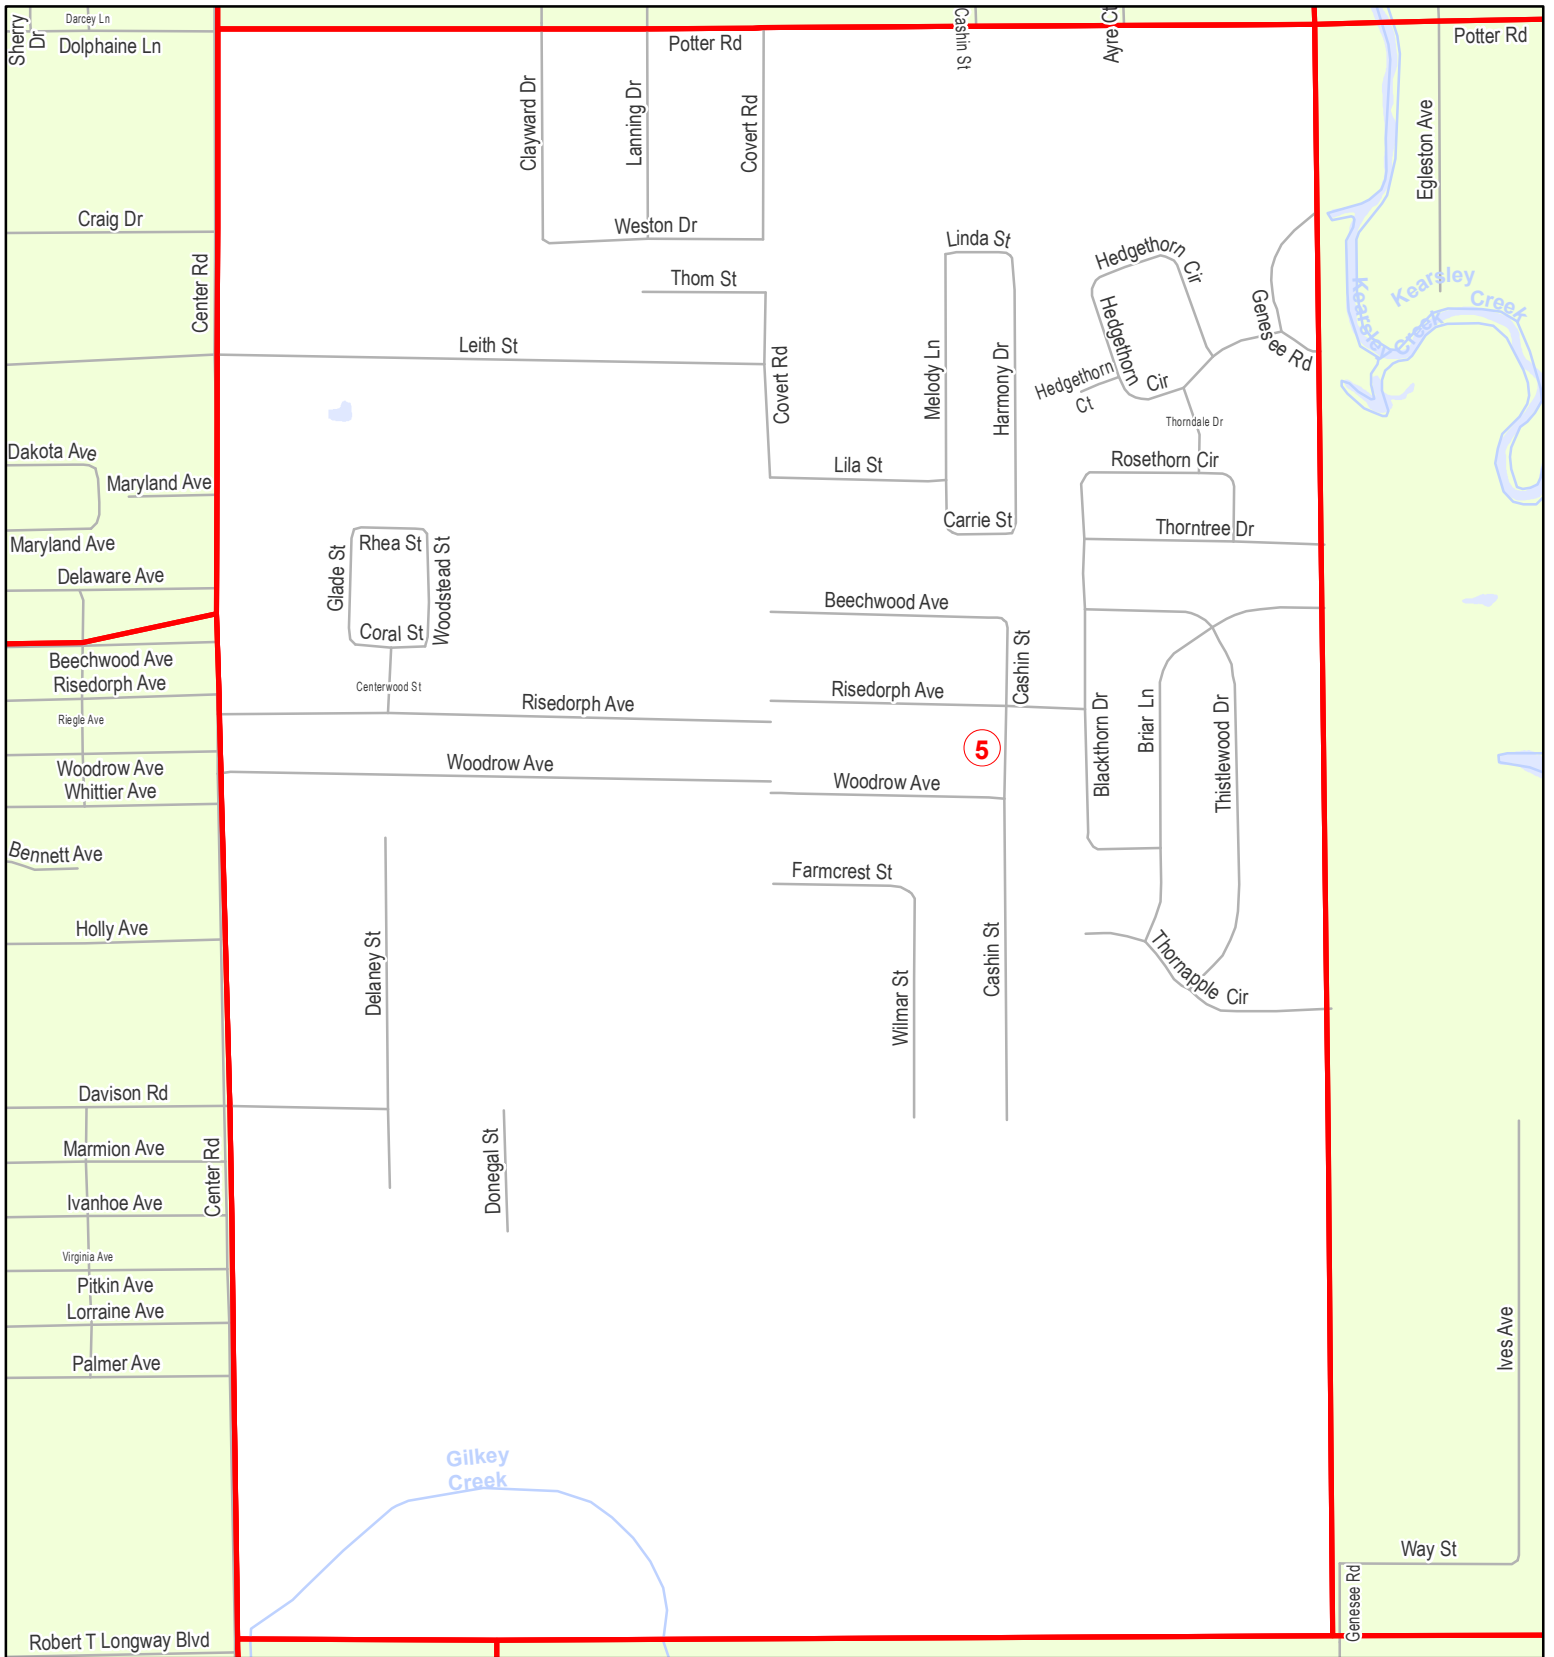 Sherry
Dr
Darcey Ln
Dolphaine Ln
Potter Rd
Cashin St
Ayre Ct
Potter Rd
Clayward Dr
Lanning Dr
Covert Rd
Egleston Ave
Craig Dr
Weston Dr
Linda St
Hedgethorn Cir
Center Rd
Thom St
Kearsley
Creek
Kearsley
Creek
Genesee Rd
Leith St
Covert Rd
Melody Ln
Harmony Dr
Hedgethorn
Cir
Hedgethorn
Ct
Thorndale Dr
Dakota Ave
Maryland Ave
Lila St
Rosethorn Cir
Maryland Ave
Rhea St
Carrie St
Thorntree Dr
Delaware Ave
Glade St
Woodstead St
Coral St
Beechwood Ave
Cashin St
Beechwood Ave
Risedorph Ave
Centerwood St
Risedorph Ave
Risedorph Ave
Riegle Ave
Blackthorn Dr
Briar Ln
Thistlewood Dr
5
Woodrow Ave
Whittier Ave
Woodrow Ave
Woodrow Ave
Bennett Ave
Farmcrest St
Holly Ave
Delaney St
Wilmar St
Cashin St
Thornapple Cir
Davison Rd
Marmion Ave
Center Rd
Donegal St
Ivanhoe Ave
Virginia Ave
Pitkin Ave
Lorraine Ave
Palmer Ave
Ives Ave
Gilkey
Creek
Way St
Genesee Rd
Robert T Longway Blvd